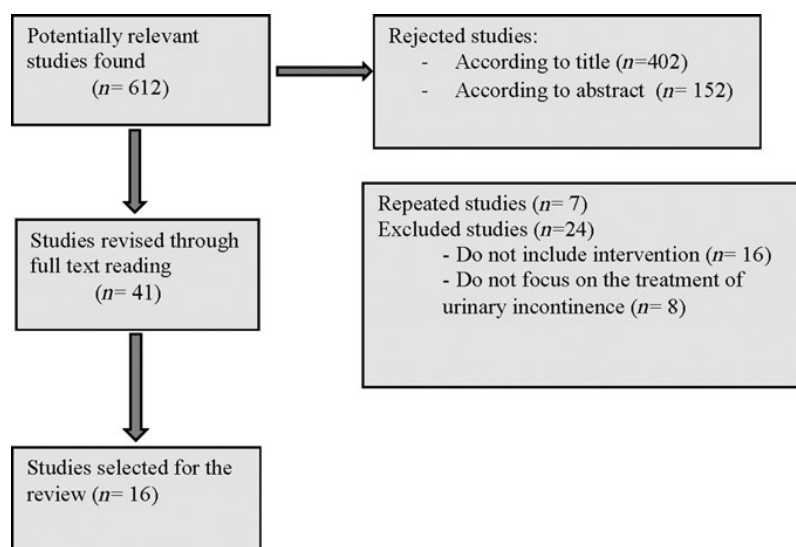 Potentially relevant
studies found
(n= 612)
Rejected studies:
- According to title (n=402)
- According to abstract (n= 152)
Repeated studies (n= 7)
Excluded studies (n=24)
- Do not include intervention (n= 16)
- Do not focus on the treatment of
urinary incontinence (n= 8)
Studies revised through
full text reading
(n= 41)
Studies selected for the
review (n= 16)